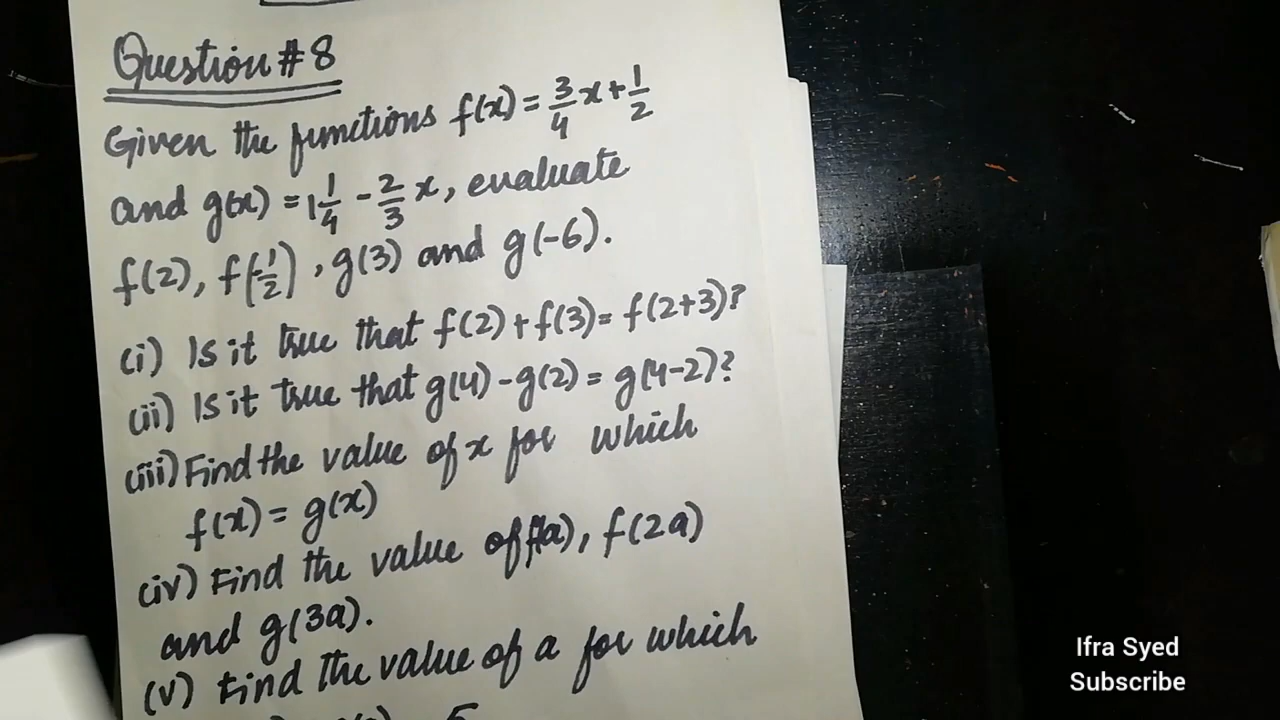 Question #8
Given the functions f(x) = 3/4 x + 1/2
and g(x) = 1 1/4 - 2/3 x, evaluate
f(2), f(-1/2), g(3) and g(-6).
(i) Is it true that f(2) + f(3) = f(2+3)?
(ii) Is it true that g(4) - g(2) = g(4-2)?
(iii) Find the value of x for which
f(x) = g(x)
(iv) Find the value of f(a), f(2a)
and g(3a).
(v) Find the value of a for which
Ifra Syed
Subscribe